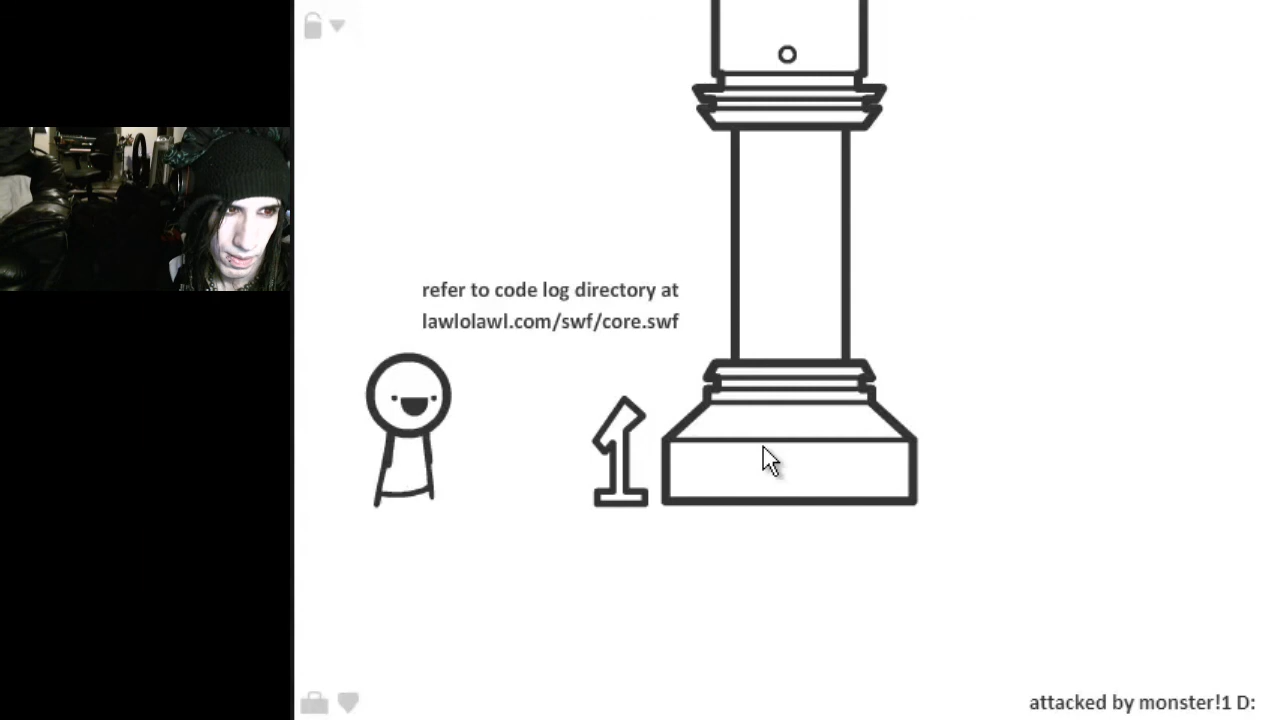 refer to code log directory at
lawlolawl.com/swf/core.swf
attacked by monster!1 D: